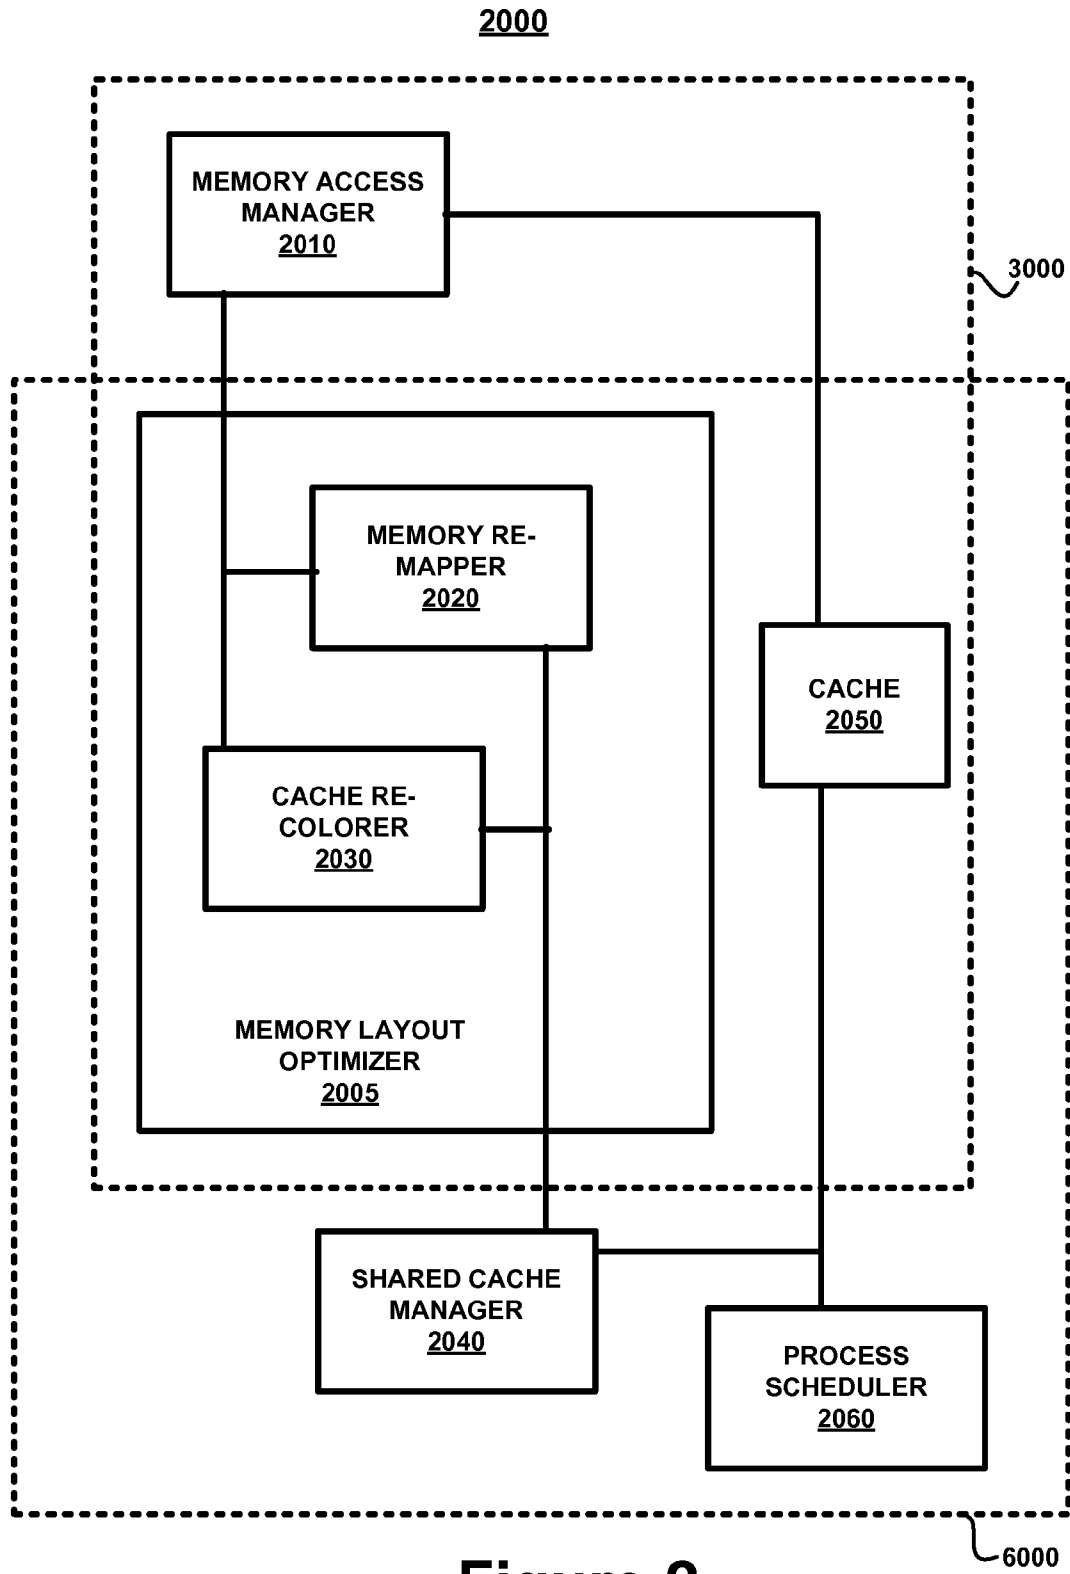 2000
MEMORY ACCESS
MANAGER
2010
3000
MEMORY RE-
MAPPER
2020
CACHE
2050
CACHE RE-
COLORER
2030
MEMORY LAYOUT
OPTIMIZER
2005
SHARED CACHE
MANAGER
2040
PROCESS
SCHEDULER
2060
6000
Figure